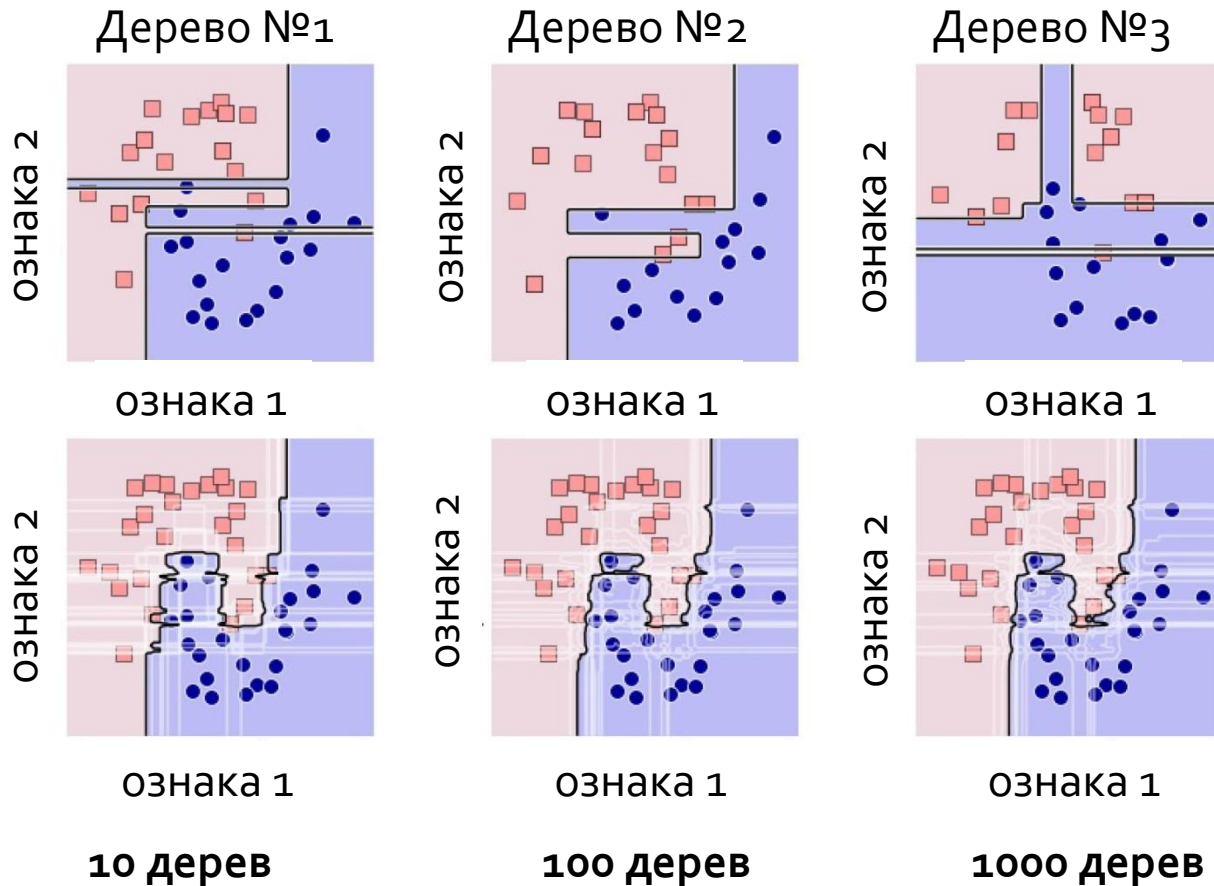 Дерево №1 Дерево №2 Дерево №3
ознака 2 ознака 2 ознака 2
ознака 1 ознака 1 ознака 1
ознака 2 ознака 2 ознака 2
ознака 1 ознака 1 ознака 1
10 дерев 100 дерев 1000 дерев